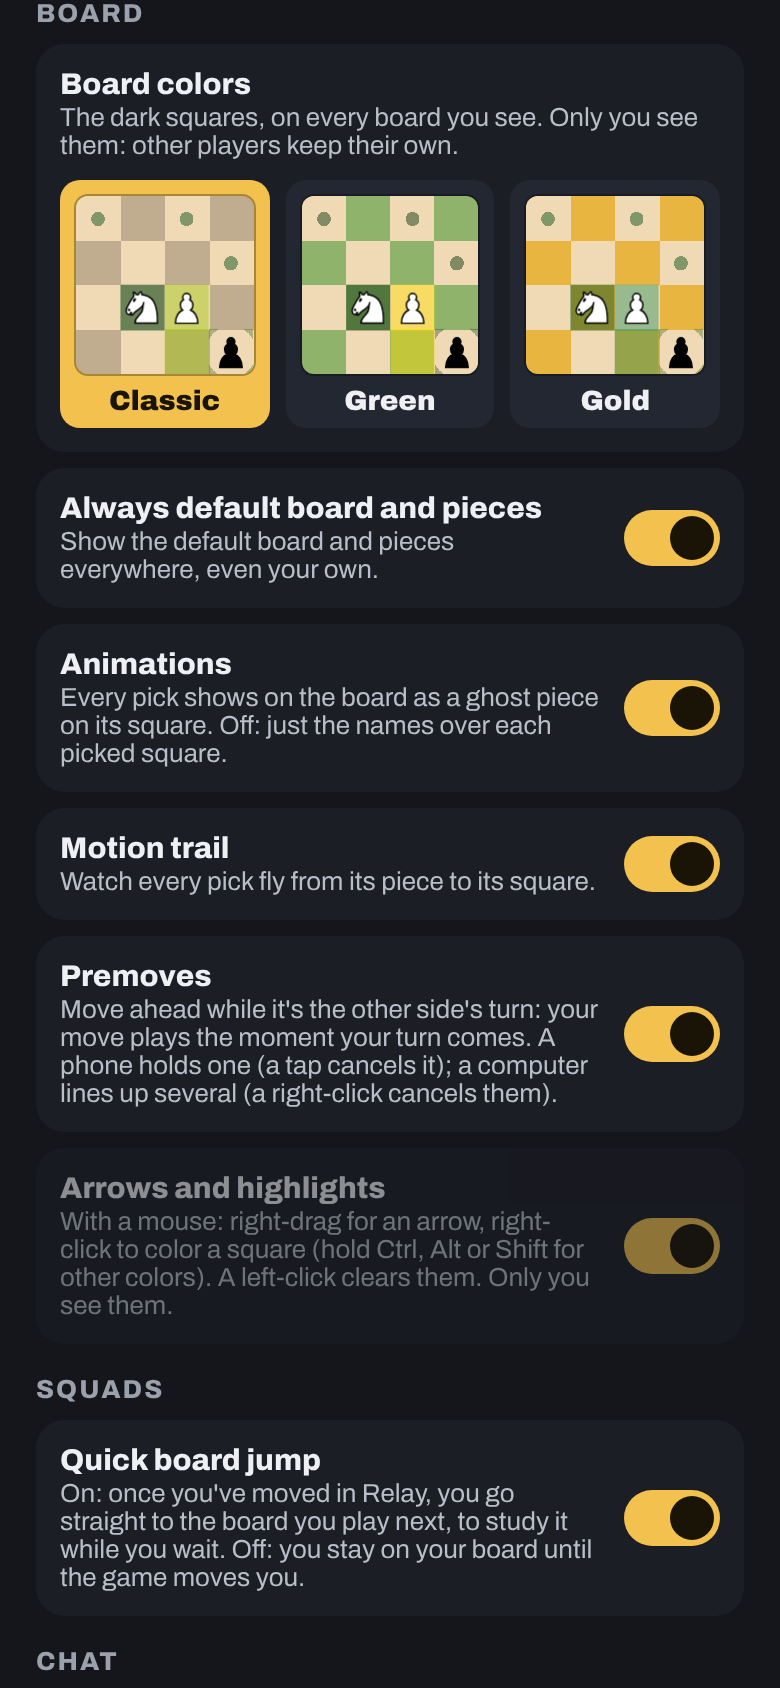 BOARD
Board colors
The dark squares, on every board you see. Only you see
them: other players keep their own.
Classic
Green
Gold
Always default board and pieces
Show the default board and pieces
everywhere, even your own.
Animations
Every pick shows on the board as a ghost piece
on its square. Off: just the names over each
picked square.
Motion trail
Watch every pick fly from its piece to its square.
Premoves
Move ahead while it's the other side's turn: your
move plays the moment your turn comes. A
phone holds one (a tap cancels it); a computer
lines up several (a right-click cancels them).
Arrows and highlights
With a mouse: right-drag for an arrow, right-
click to color a square (hold Ctrl, Alt or Shift for
other colors). A left-click clears them. Only you
see them.
SQUADS
Quick board jump
On: once you've moved in Relay, you go
straight to the board you play next, to study it
while you wait. Off: you stay on your board until
the game moves you.
CHAT